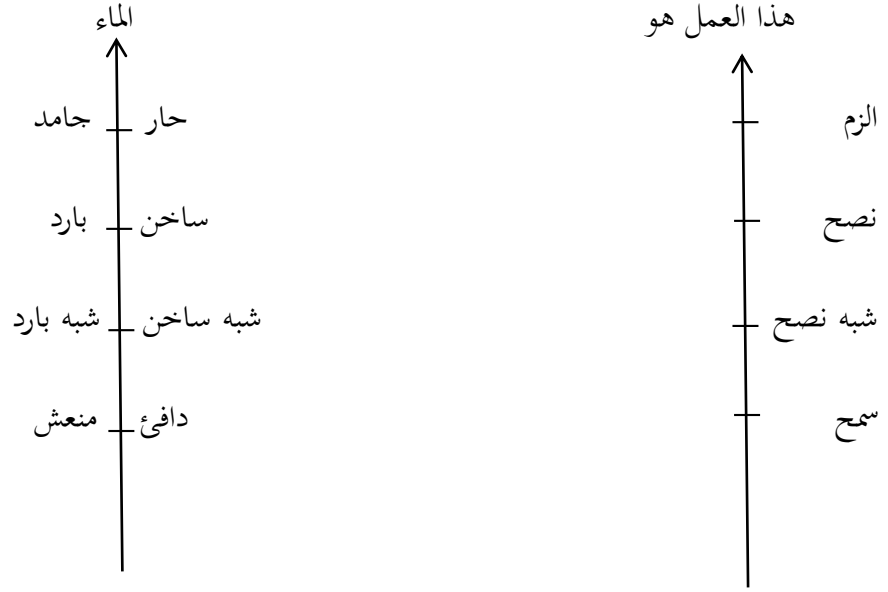 هذا العمل هو
الزم
نصح
شبه نصح
سمح
الماء
حار جامد
ساخن بارد
شبه ساخن شبه بارد
دافئ منعش